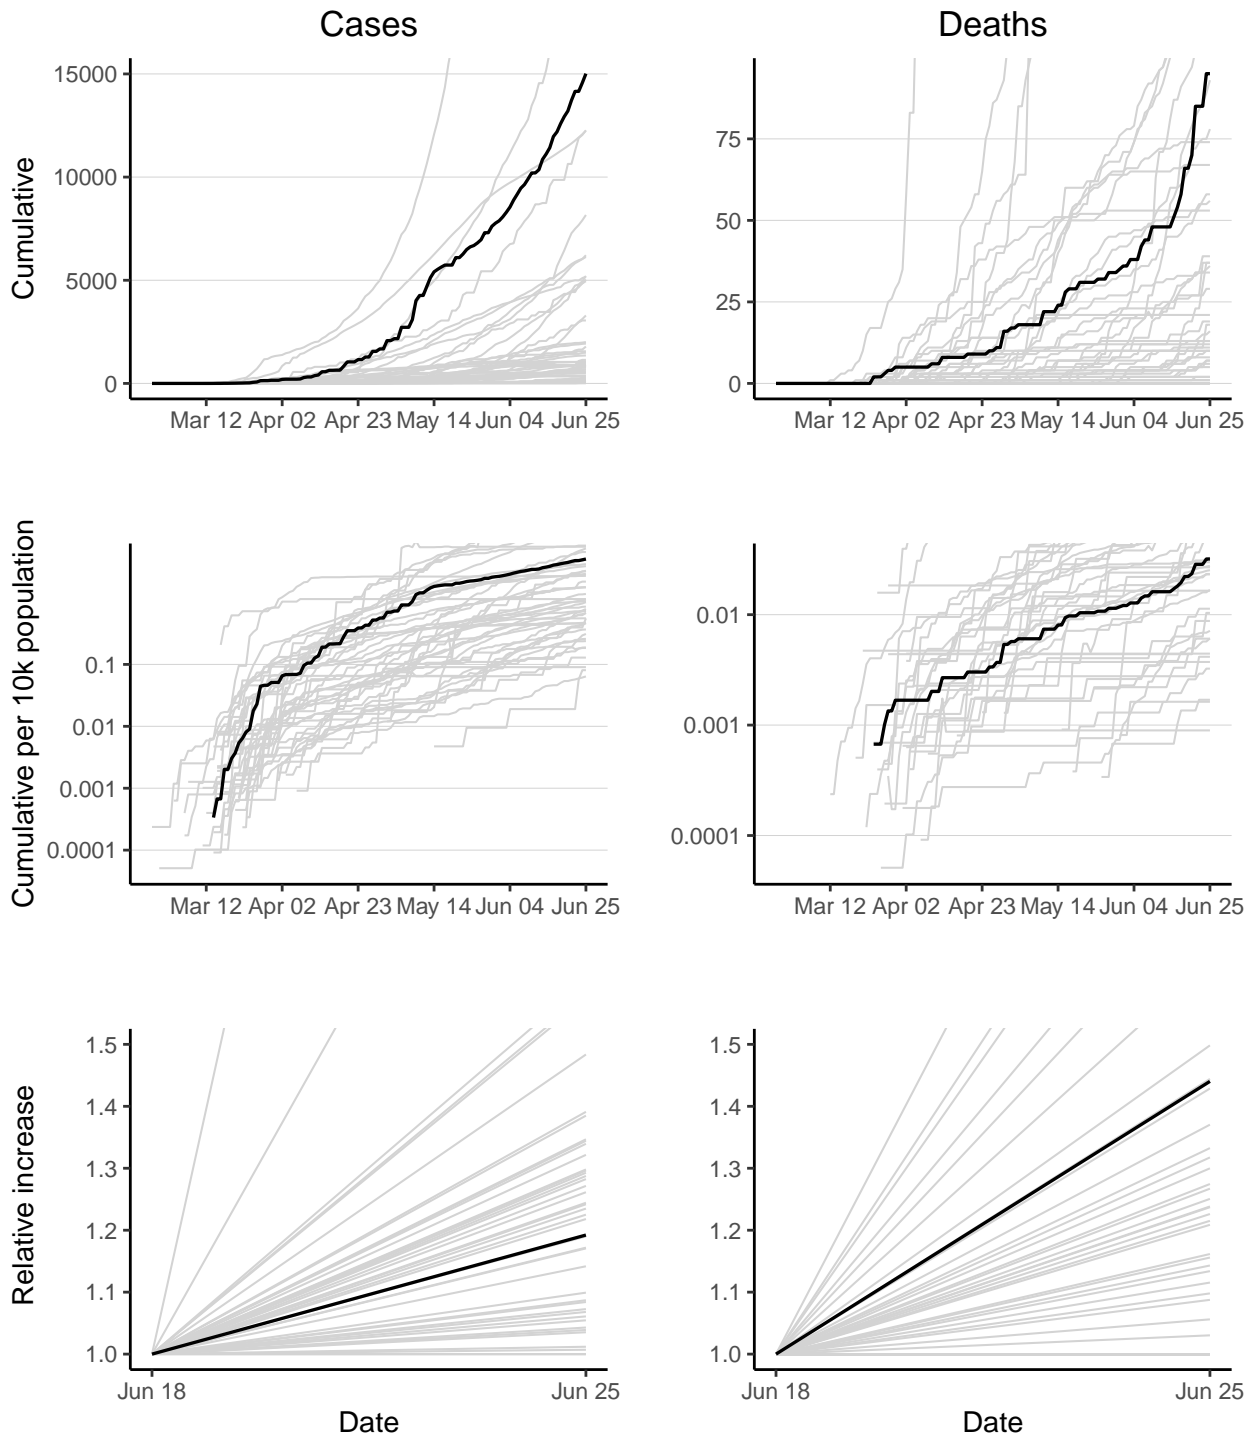 Cases
Deaths
Cumulative
15000
10000
5000
0
Mar 12 Apr 02 Apr 23 May 14 Jun 04 Jun 25
75
50
25
0
Mar 12 Apr 02 Apr 23 May 14 Jun 04 Jun 25
Cumulative per 10k population
0.1
0.01
0.001
0.0001
Mar 12 Apr 02 Apr 23 May 14 Jun 04 Jun 25
0.01
0.001
0.0001
Mar 12 Apr 02 Apr 23 May 14 Jun 04 Jun 25
Relative increase
1.5
1.4
1.3
1.2
1.1
1.0
Jun 18 Jun 25
Date
1.5
1.4
1.3
1.2
1.1
1.0
Jun 18 Jun 25
Date